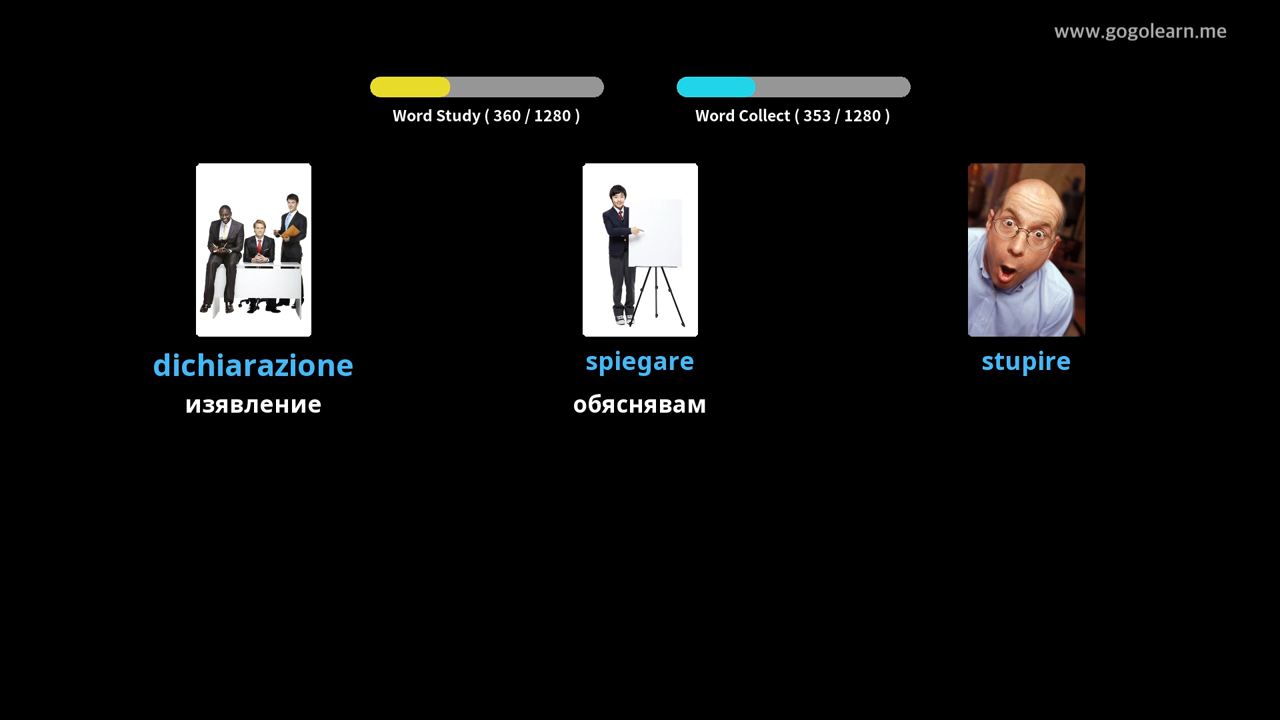 www.gogolearn.me
Word Study ( 360 / 1280 )
Word Collect ( 353 / 1280 )
dichiarazione
изявление
spiegare
обяснявам
stupire